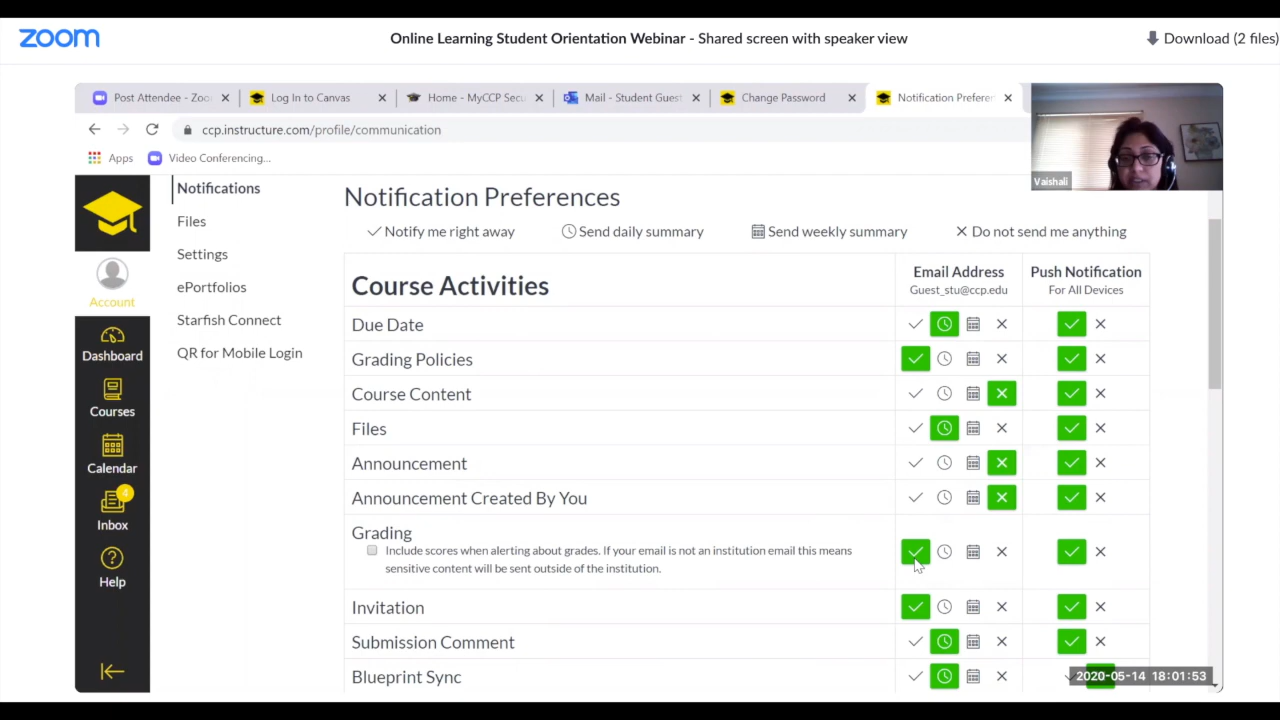 zoom
Online Learning Student Orientation Webinar - Shared screen with speaker view
Download (2 files)
Post Attendee - Zoo
Log In to Canvas
Home - MyCCP Secu
Mail - Student Guest
Change Password
Notification Preferen
ccp.instructure.com/profile/communication
Apps
Video Conferencing...
Vaishali
Notifications
Files
Settings
ePortfolios
Starfish Connect
QR for Mobile Login
Account
Dashboard
Courses
Calendar
4
Inbox
Help
Notification Preferences
Notify me right away
Send daily summary
Send weekly summary
Do not send me anything
Course Activities
Email Address
Guest_stu@ccp.edu
Push Notification
For All Devices
Due Date
Grading Policies
Course Content
Files
Announcement
Announcement Created By You
Grading
Include scores when alerting about grades. If your email is not an institution email this means
sensitive content will be sent outside of the institution.
Invitation
Submission Comment
Blueprint Sync
2020-05-14 18:01:53